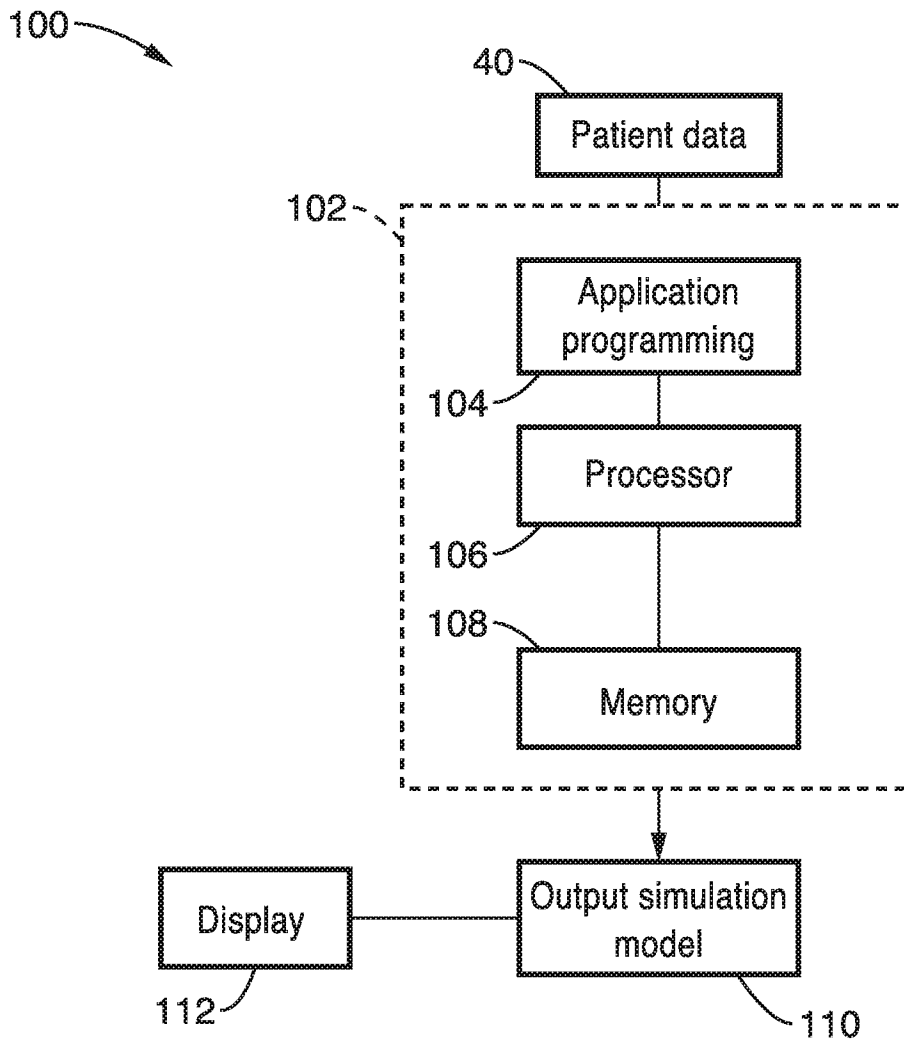 100
40
Patient data
102
Application
programming
104
Processor
106
108
Memory
Output simulation
model
Display
112
110